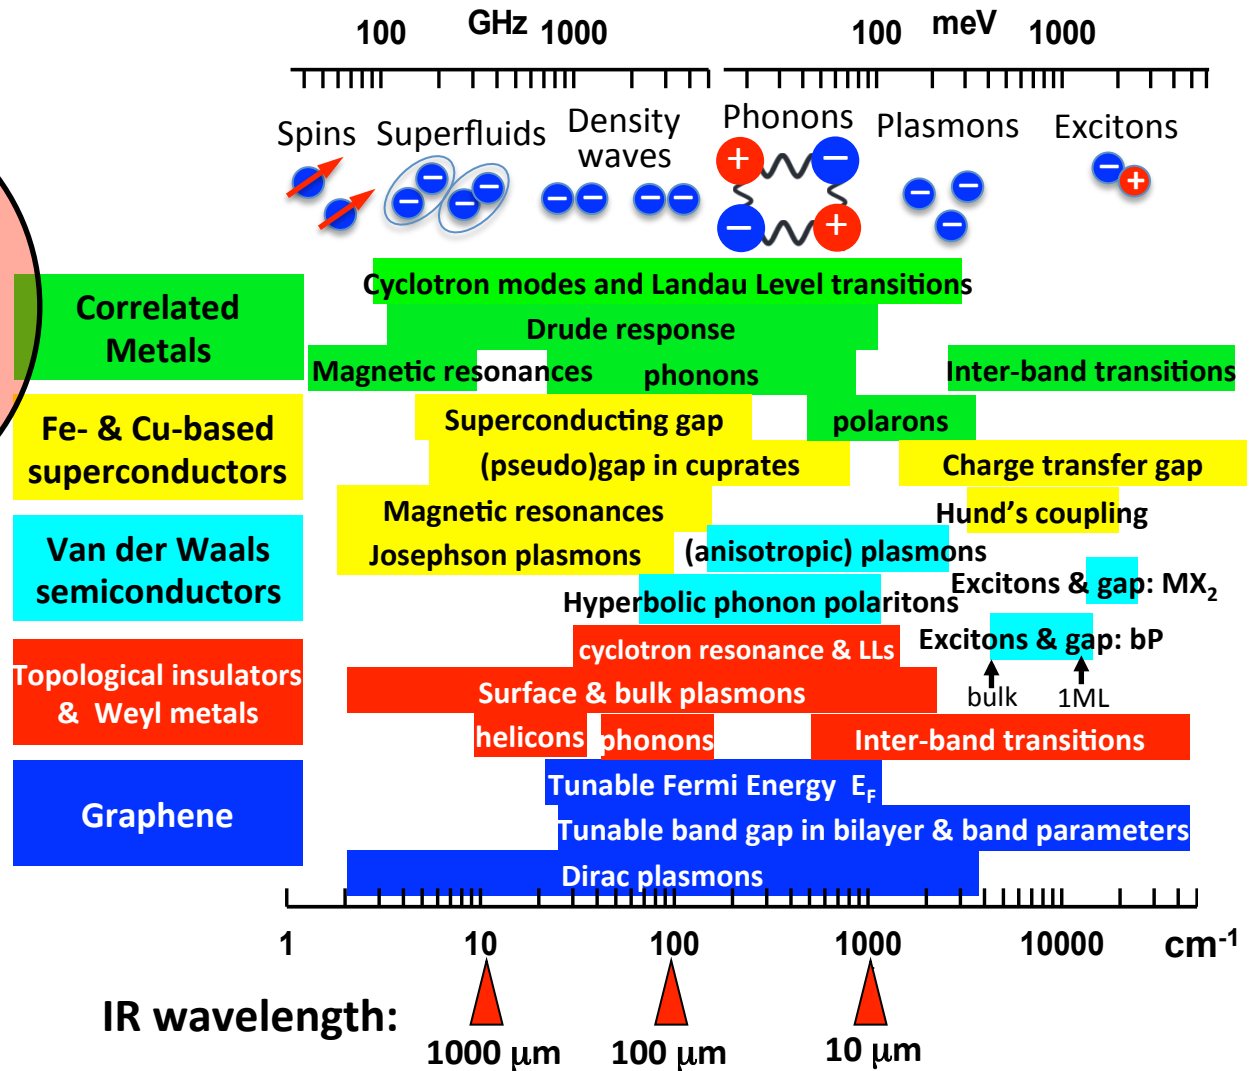 100 GHz 1000 100 meV 1000
Spins Superfluids Density waves Phonons Plasmons Excitons
− − − − − − − − − + − − + − − − − +
Correlated
Metals
Cyclotron modes and Landau Level transitions
Drude response
Magnetic resonances phonons Inter-band transitions
Fe- & Cu-based
superconductors
Superconducting gap polarons
(pseudo)gap in cuprates Charge transfer gap
Magnetic resonances Hund's coupling
Van der Waals
semiconductors
Josephson plasmons (anisotropic) plasmons
Excitons & gap: MX₂
Hyperbolic phonon polaritons
Excitons & gap: bP
bulk 1ML
Topological insulators
& Weyl metals
cyclotron resonance & LLs
Surface & bulk plasmons
helicons phonons Inter-band transitions
Graphene
Tunable Fermi Energy E_F
Tunable band gap in bilayer & band parameters
Dirac plasmons
1 10 100 1000 10000 cm⁻¹
IR wavelength:
1000 μm 100 μm 10 μm